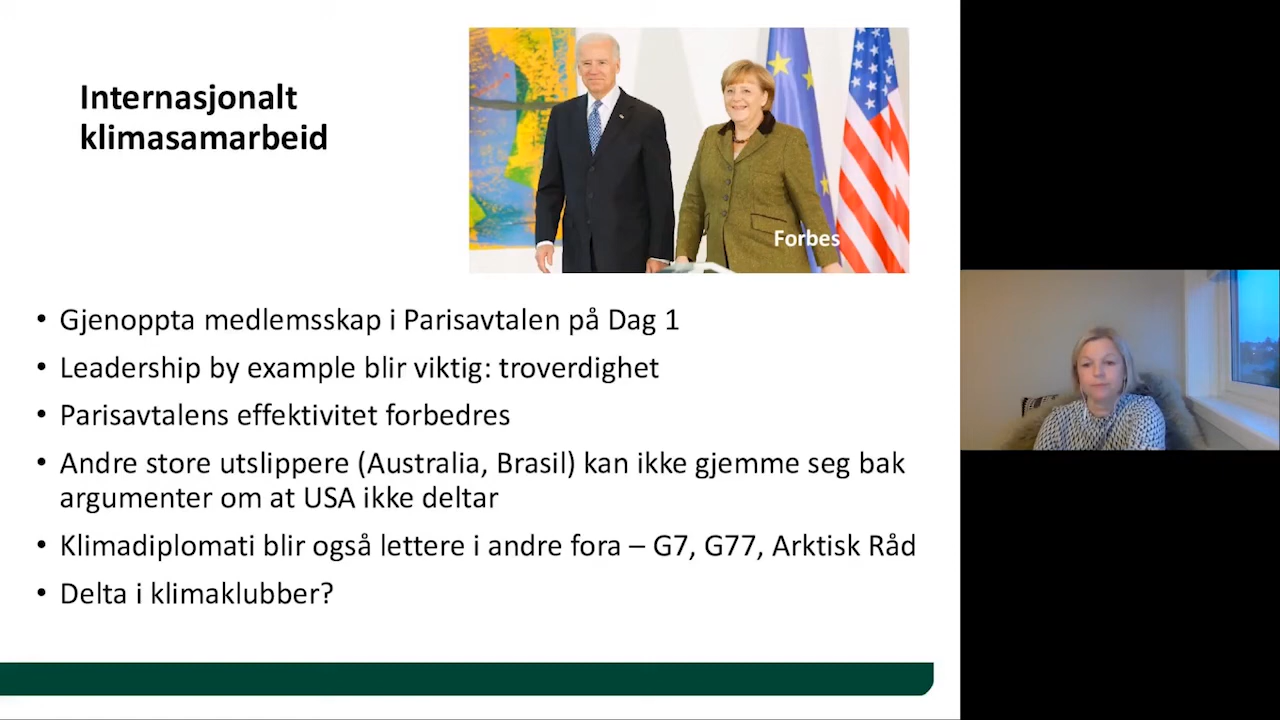 Internasjonalt
klimasamarbeid
Forbes
• Gjenoppta medlemsskap i Parisavtalen på Dag 1
• Leadership by example blir viktig: troverdighet
• Parisavtalens effektivitet forbedres
• Andre store utslippere (Australia, Brasil) kan ikke gjemme seg bak
argumenter om at USA ikke deltar
• Klimadiplomati blir også lettere i andre fora – G7, G77, Arktisk Råd
• Delta i klimaklubber?